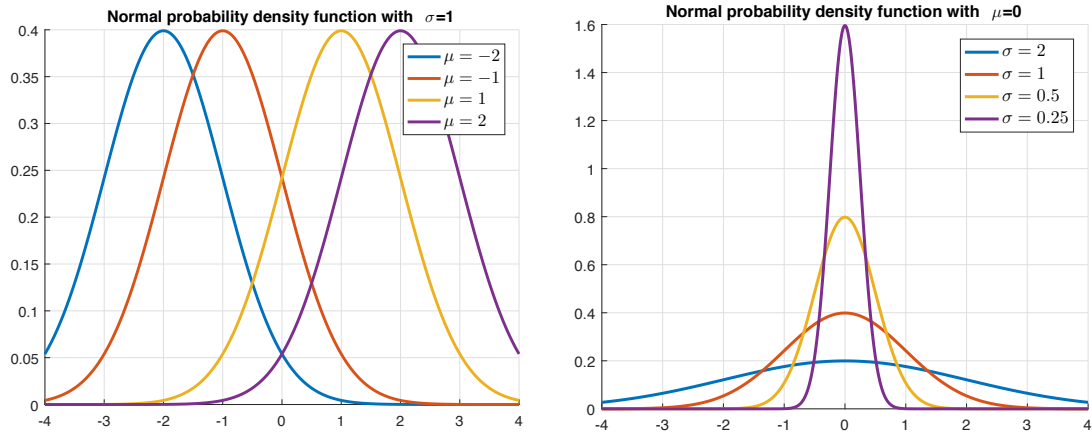 Normal probability density function with σ=1
0.4
0.35
0.3
0.25
0.2
0.15
0.1
0.05
0
-4 -3 -2 -1 0 1 2 3 4
μ = −2
μ = −1
μ = 1
μ = 2
Normal probability density function with μ=0
1.6
1.4
1.2
1
0.8
0.6
0.4
0.2
0
-4 -3 -2 -1 0 1 2 3 4
σ = 2
σ = 1
σ = 0.5
σ = 0.25